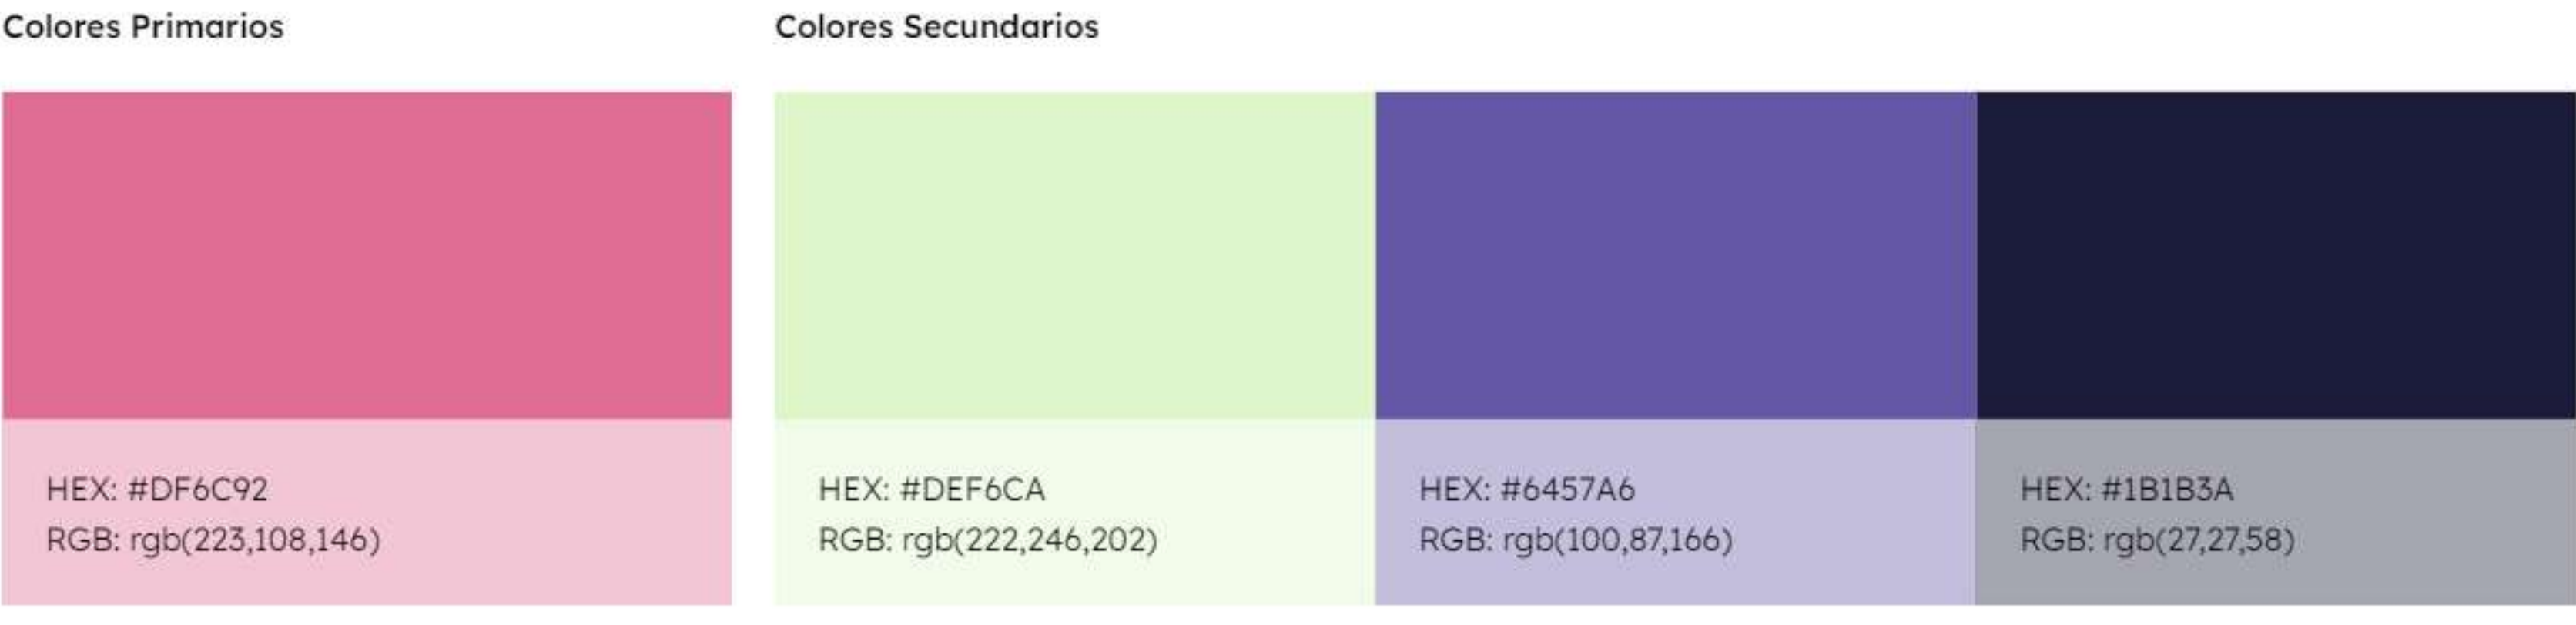 Colores Primarios
Colores Secundarios
HEX: #DF6C92
RGB: rgb(223,108,146)
HEX: #DEF6CA
RGB: rgb(222,246,202)
HEX: #6457A6
RGB: rgb(100,87,166)
HEX: #1B1B3A
RGB: rgb(27,27,58)